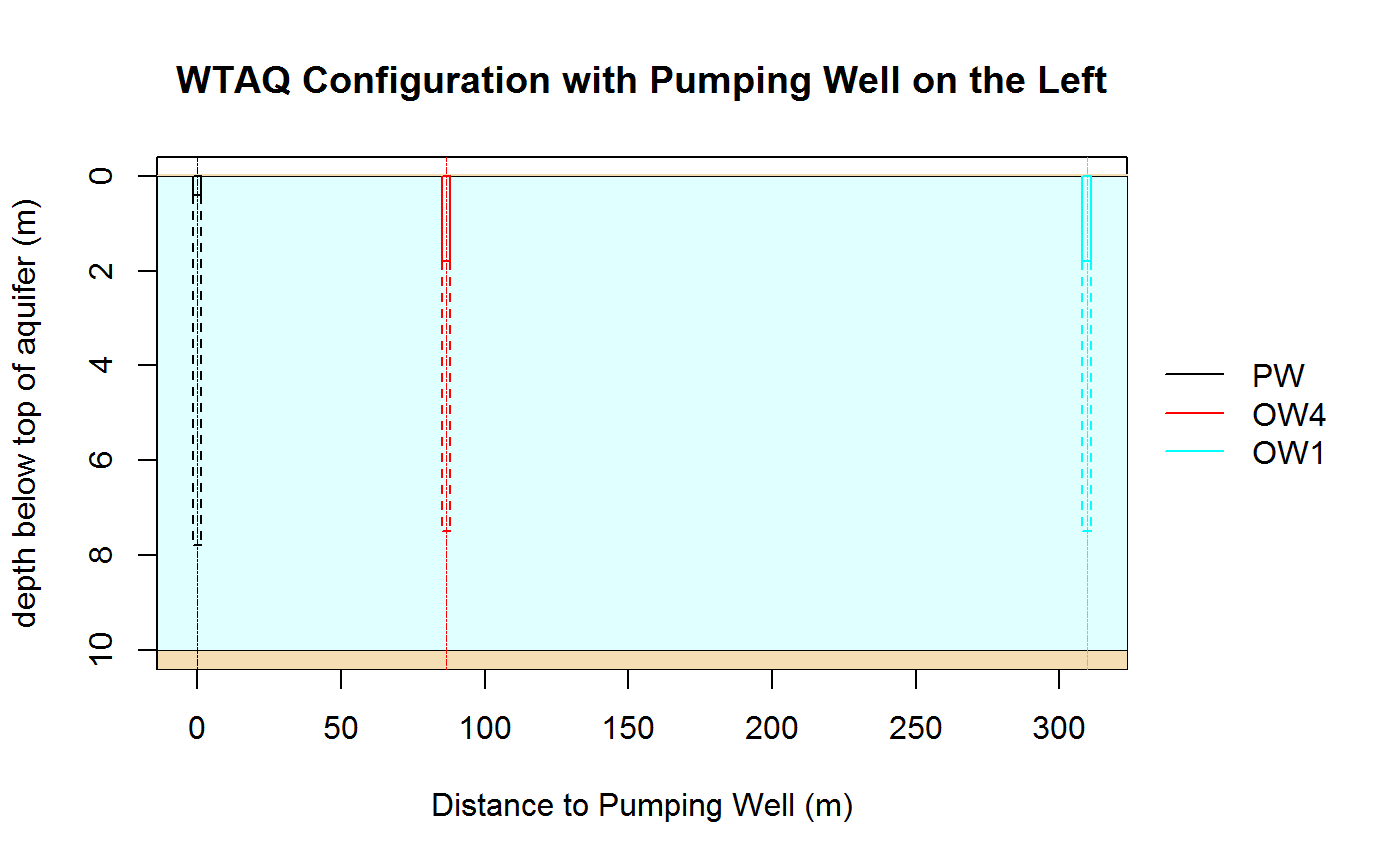 WTAQ Configuration with Pumping Well on the Left
depth below top of aquifer (m)
0
2
4
6
8
10
0 50 100 150 200 250 300
Distance to Pumping Well (m)
PW
OW4
OW1